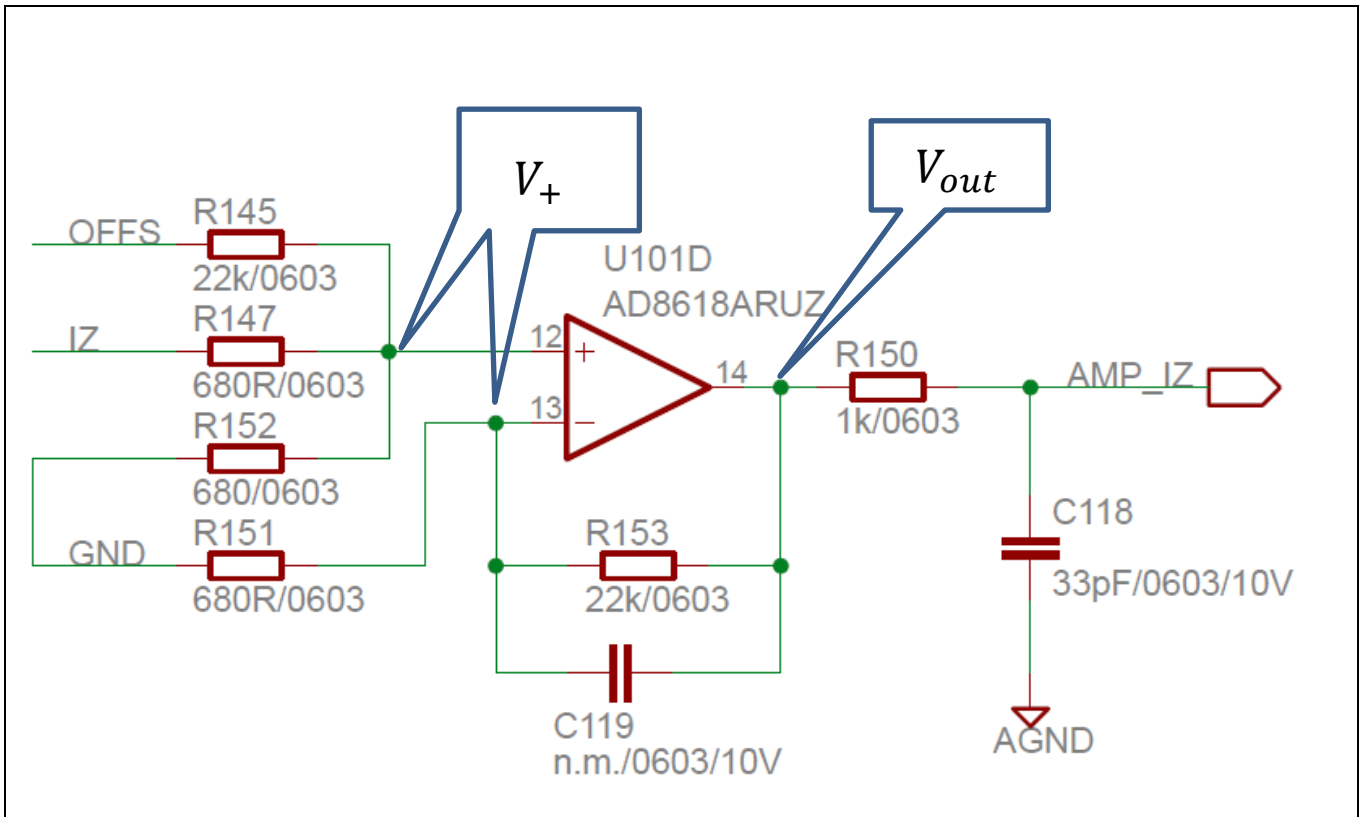 V+
Vout
OFFS
R145
22k/0603
IZ
R147
680R/0603
R152
680/0603
GND
R151
680R/0603
U101D
AD8618ARUZ
12
+
13
−
14
R150
1k/0603
AMP_IZ
R153
22k/0603
C119
n.m./0603/10V
C118
33pF/0603/10V
AGND